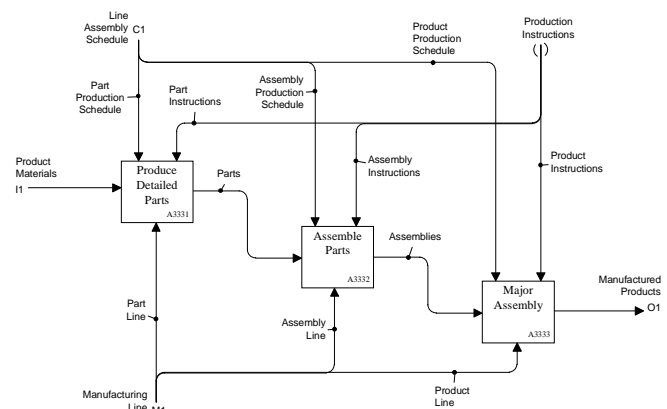 Line
Assembly
Schedule C1
Product
Production
Schedule
Production
Instructions
Part
Production
Schedule
Part
Instructions
Assembly
Production
Schedule
Product
Materials
I1
Produce
Detailed
Parts
A3331
Parts
Assembly
Instructions
Product
Instructions
Assemble
Parts
A3332
Assemblies
Major
Assembly
A3333
Manufactured
Products
O1
Part
Line
Assembly
Line
Product
Line
Manufacturing
Line M1